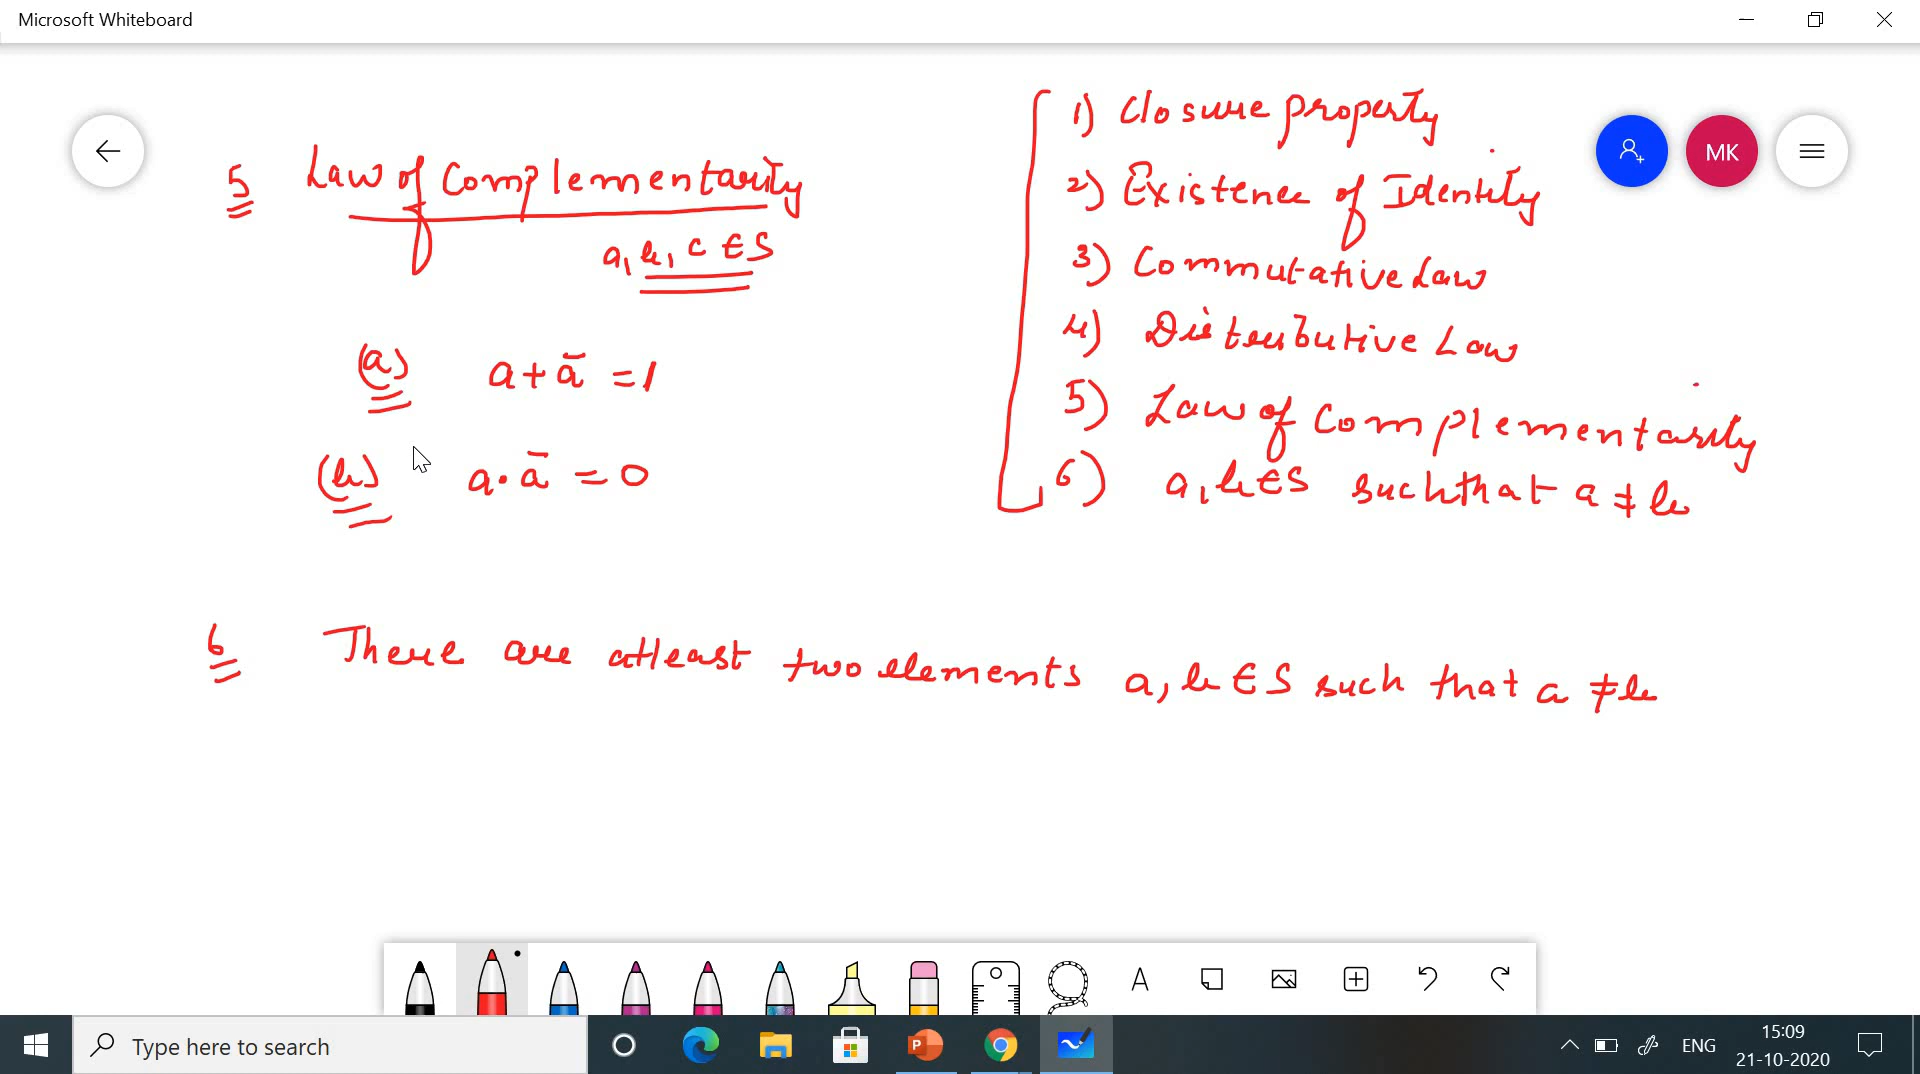 Microsoft Whiteboard
5 Law of Complementarity
a, b, c ∈ S
(a) a + ā = 1
(b) a . ā = 0
1) Closure property
2) Existence of Identity
3) Commutative Law
4) Distributive Law
5) Law of Complementarity
6) a, b ∈ S such that a ≠ b
MK
6 There are atleast two elements a, b ∈ S such that a ≠ b
A
Type here to search
P
ENG
15:09
21-10-2020